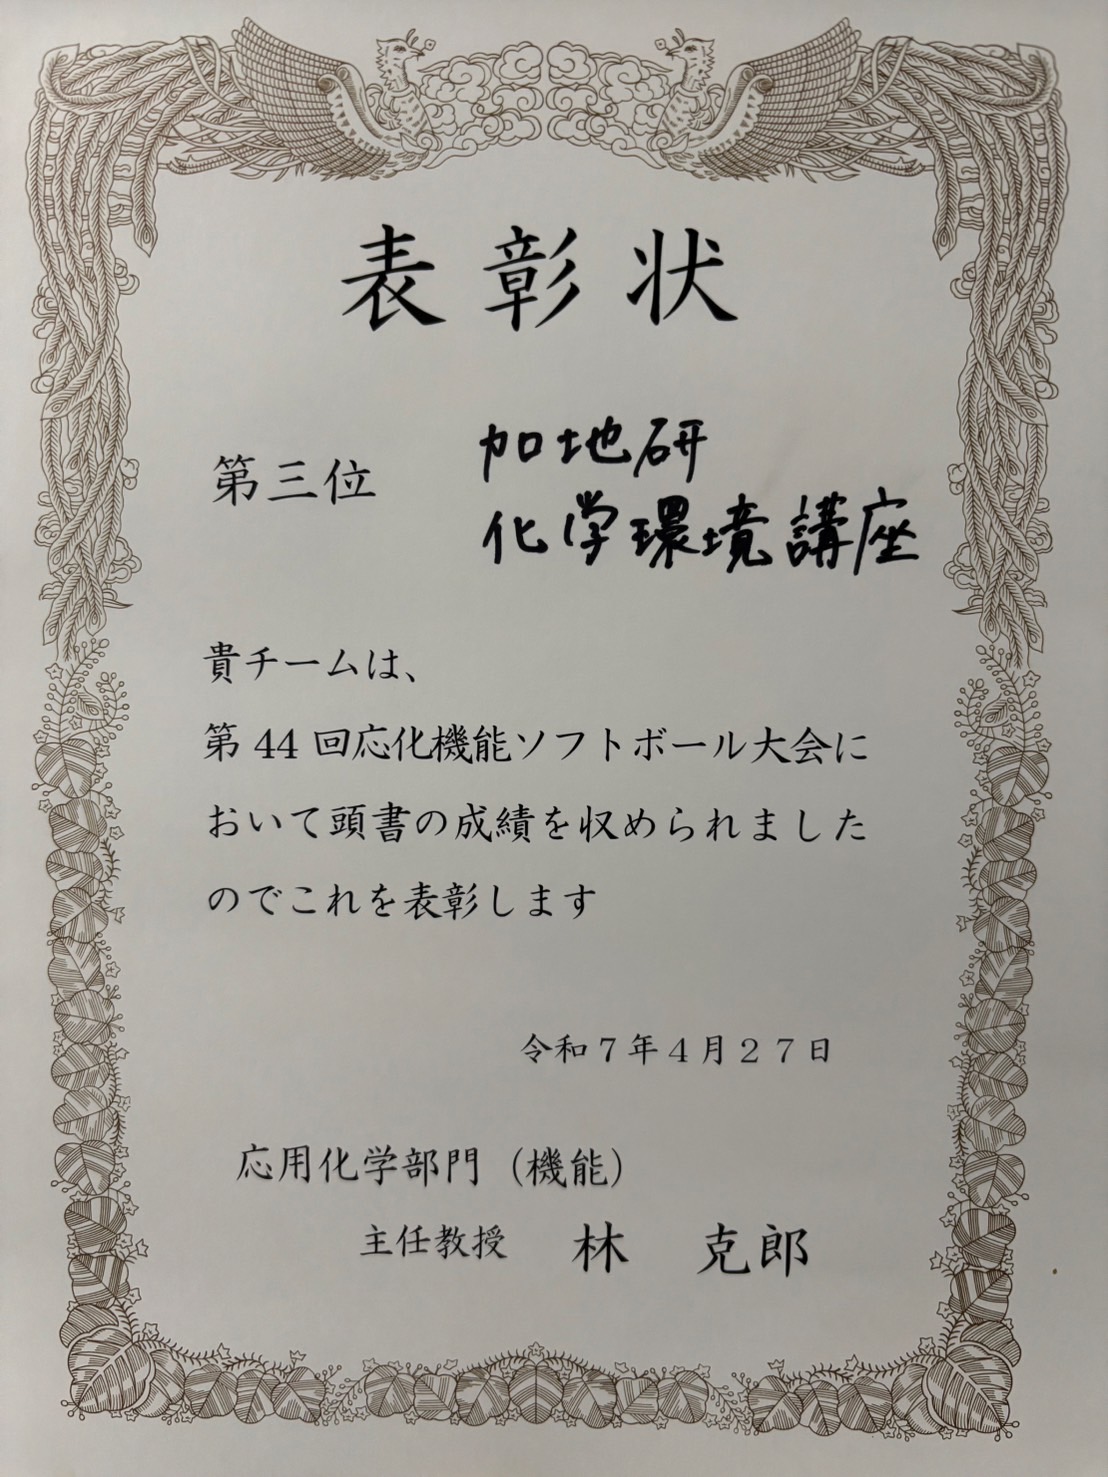 表彰状
第三位
加地研
化学環境講座
貴チームは、
第44回応化機能ソフトボール大会に
おいて頭書の成績を収められました
のでこれを表彰します
令和７年４月２７日
応用化学部門（機能）
主任教授 林 克郎